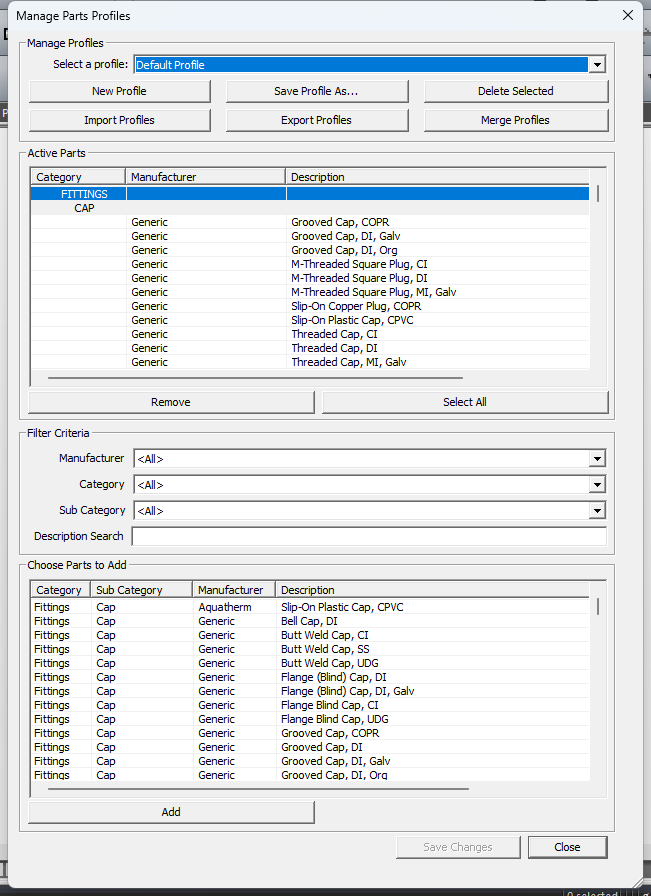 Manage Parts Profiles
Manage Profiles
Select a profile: Default Profile
New Profile Save Profile As... Delete Selected
Import Profiles Export Profiles Merge Profiles
Active Parts
Category Manufacturer Description
FITTINGS
CAP
Generic Grooved Cap, COPR
Generic Grooved Cap, DI, Galv
Generic Grooved Cap, DI, Org
Generic M-Threaded Square Plug, CI
Generic M-Threaded Square Plug, DI
Generic M-Threaded Square Plug, MI, Galv
Generic Slip-On Copper Plug, COPR
Generic Slip-On Plastic Cap, CPVC
Generic Threaded Cap, CI
Generic Threaded Cap, DI
Generic Threaded Cap, MI, Galv
Remove Select All
Filter Criteria
Manufacturer <All>
Category <All>
Sub Category <All>
Description Search
Choose Parts to Add
Category Sub Category Manufacturer Description
Fittings Cap Aquatherm Slip-On Plastic Cap, CPVC
Fittings Cap Generic Bell Cap, DI
Fittings Cap Generic Butt Weld Cap, CI
Fittings Cap Generic Butt Weld Cap, SS
Fittings Cap Generic Butt Weld Cap, UDG
Fittings Cap Generic Flange (Blind) Cap, DI
Fittings Cap Generic Flange (Blind) Cap, DI, Galv
Fittings Cap Generic Flange Blind Cap, CI
Fittings Cap Generic Flange Blind Cap, UDG
Fittings Cap Generic Grooved Cap, COPR
Fittings Cap Generic Grooved Cap, DI
Fittings Cap Generic Grooved Cap, DI, Galv
Fittings Cap Generic Grooved Cap, DI, Org
Add
Save Changes Close
0 selected